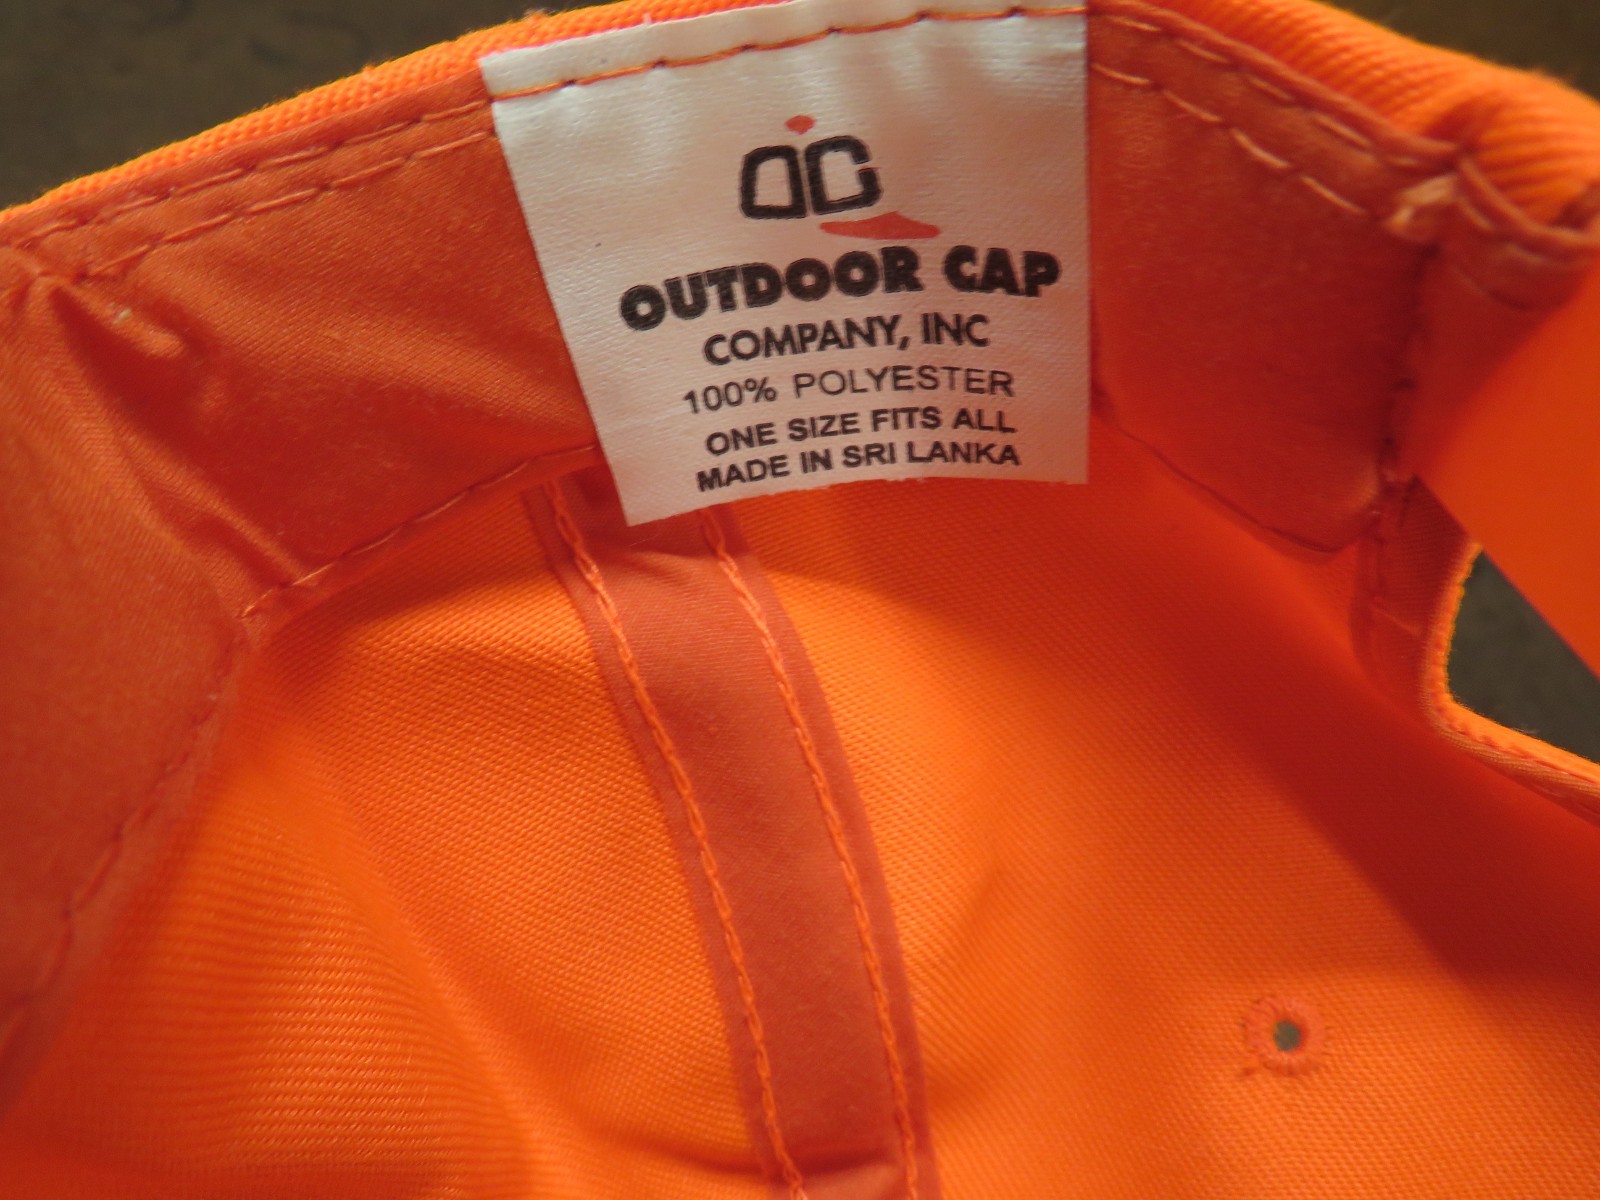 OC
OUTDOOR CAP
COMPANY, INC
100% POLYESTER
ONE SIZE FITS ALL
MADE IN SRI LANKA